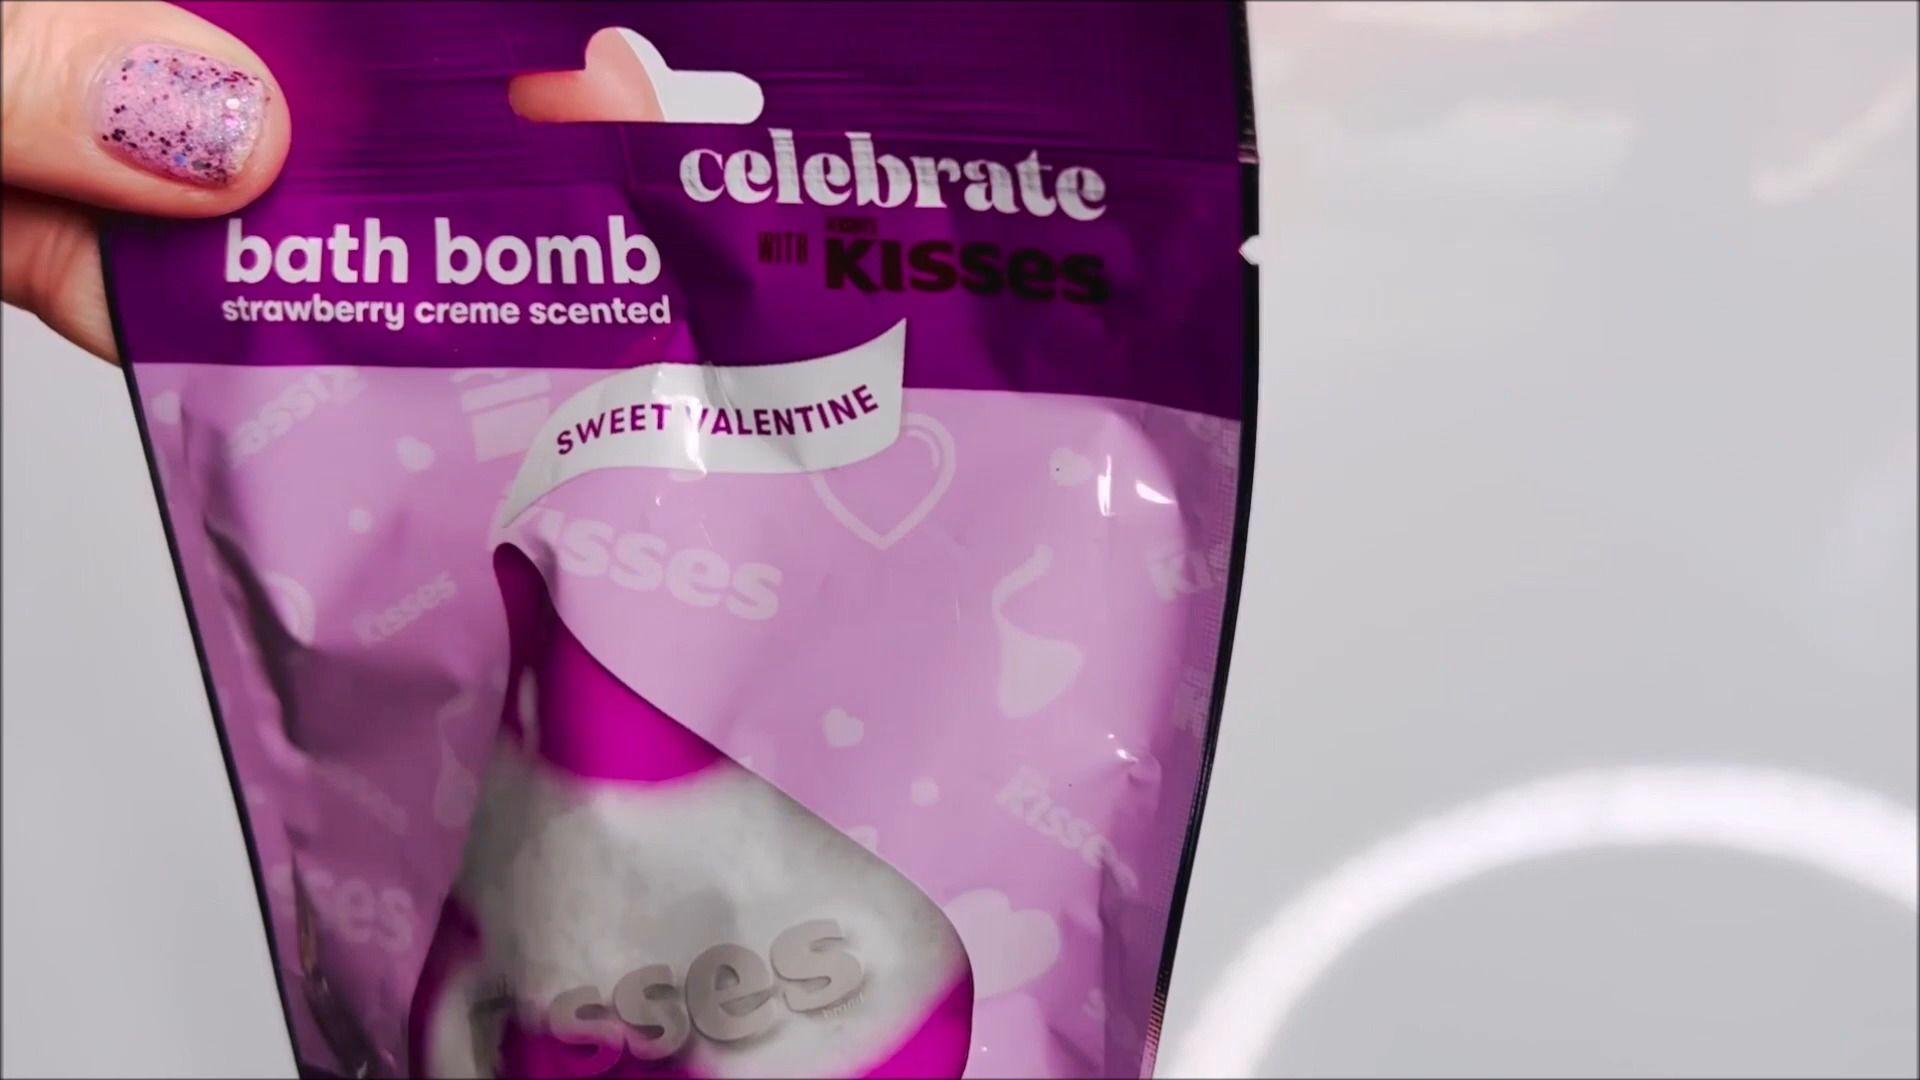 celebrate
WITH KISSES
bath bomb
strawberry creme scented
SWEET VALENTINE
Kisses
Kisses
Kisses